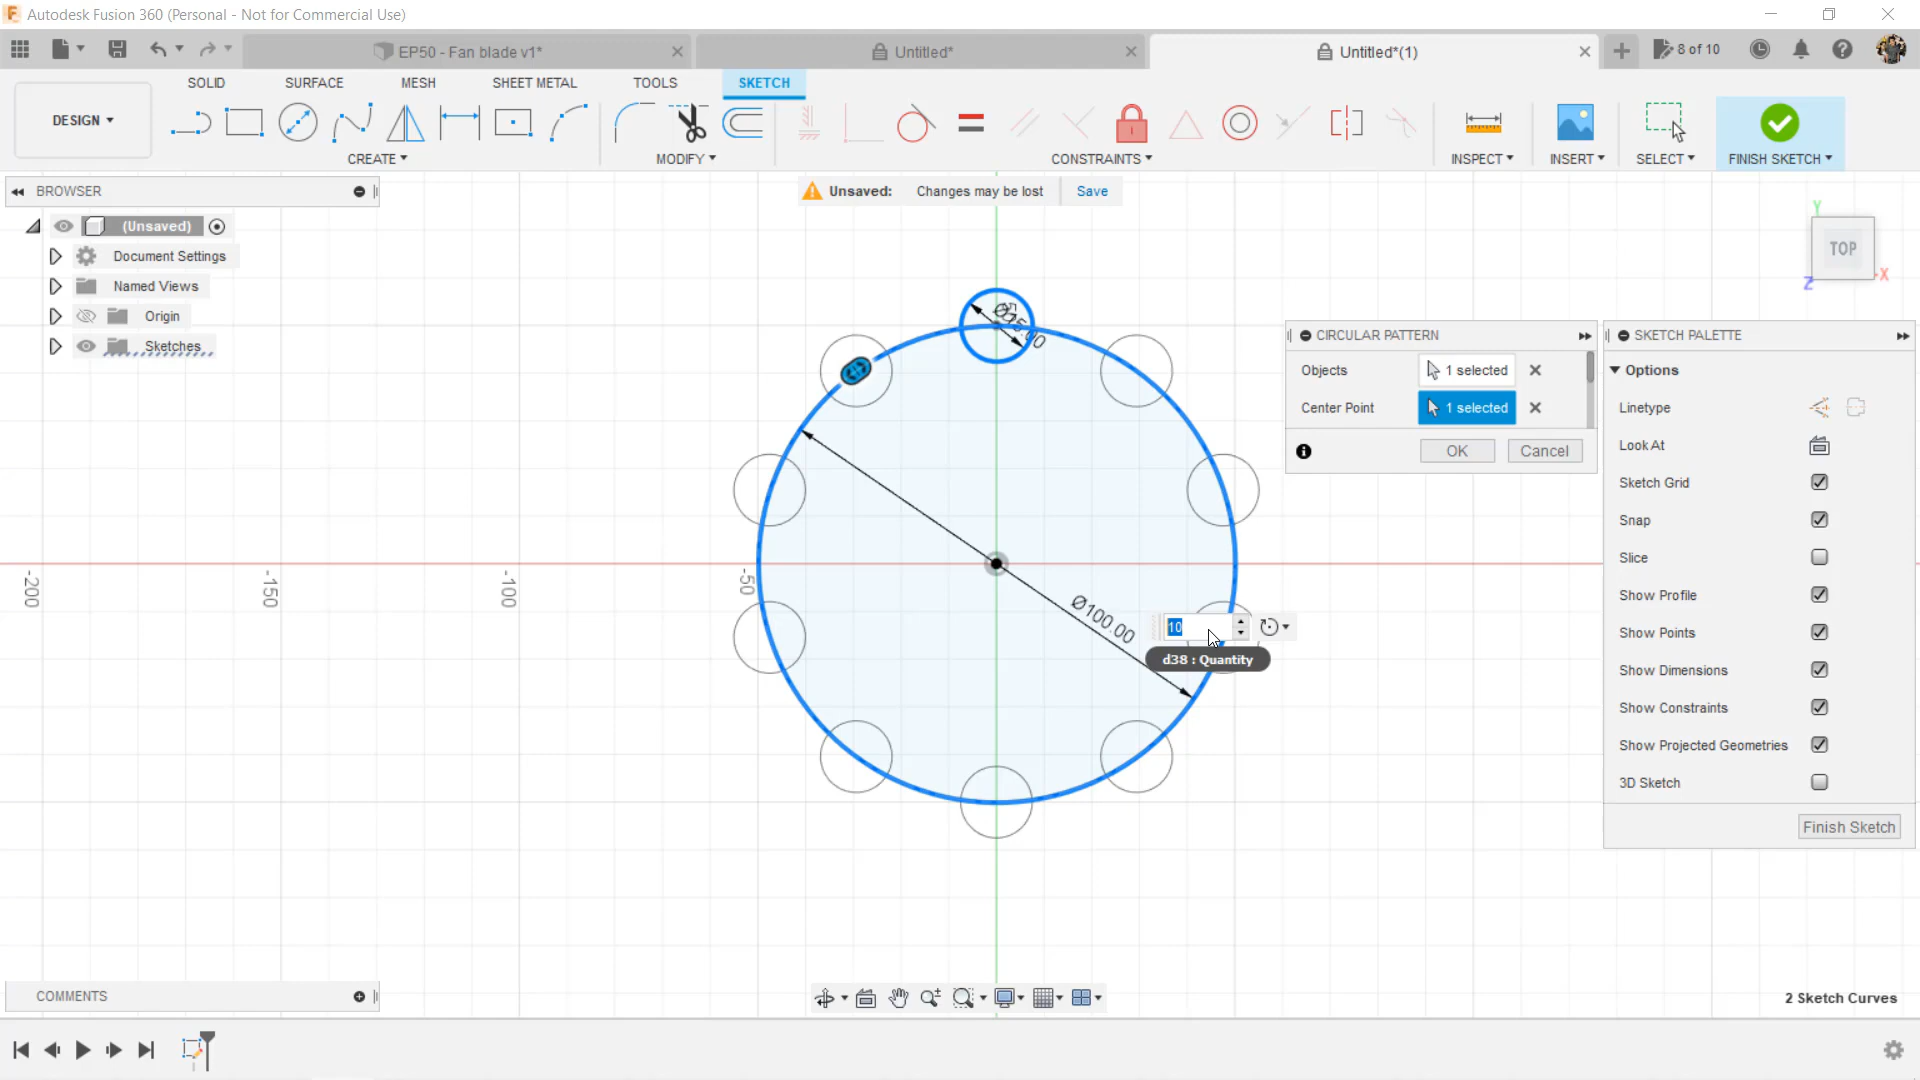 Autodesk Fusion 360 (Personal - Not for Commercial Use)
EP50 - Fan blade v1*
Untitled*
Untitled*(1)
8 of 10
SOLID
SURFACE
MESH
SHEET METAL
TOOLS
SKETCH
DESIGN
CREATE
MODIFY
CONSTRAINTS
INSPECT
INSERT
SELECT
FINISH SKETCH
BROWSER
Unsaved:
Changes may be lost
Save
(Unsaved)
Document Settings
Named Views
Origin
Sketches
Y
TOP
X
Z
CIRCULAR PATTERN
Objects
1 selected
Center Point
1 selected
OK
Cancel
SKETCH PALETTE
Options
Linetype
Look At
Sketch Grid
Snap
Slice
Show Profile
Show Points
Show Dimensions
Show Constraints
Show Projected Geometries
3D Sketch
Finish Sketch
-200
-150
-100
-50
Ø100.00
10
d38 : Quantity
COMMENTS
2 Sketch Curves